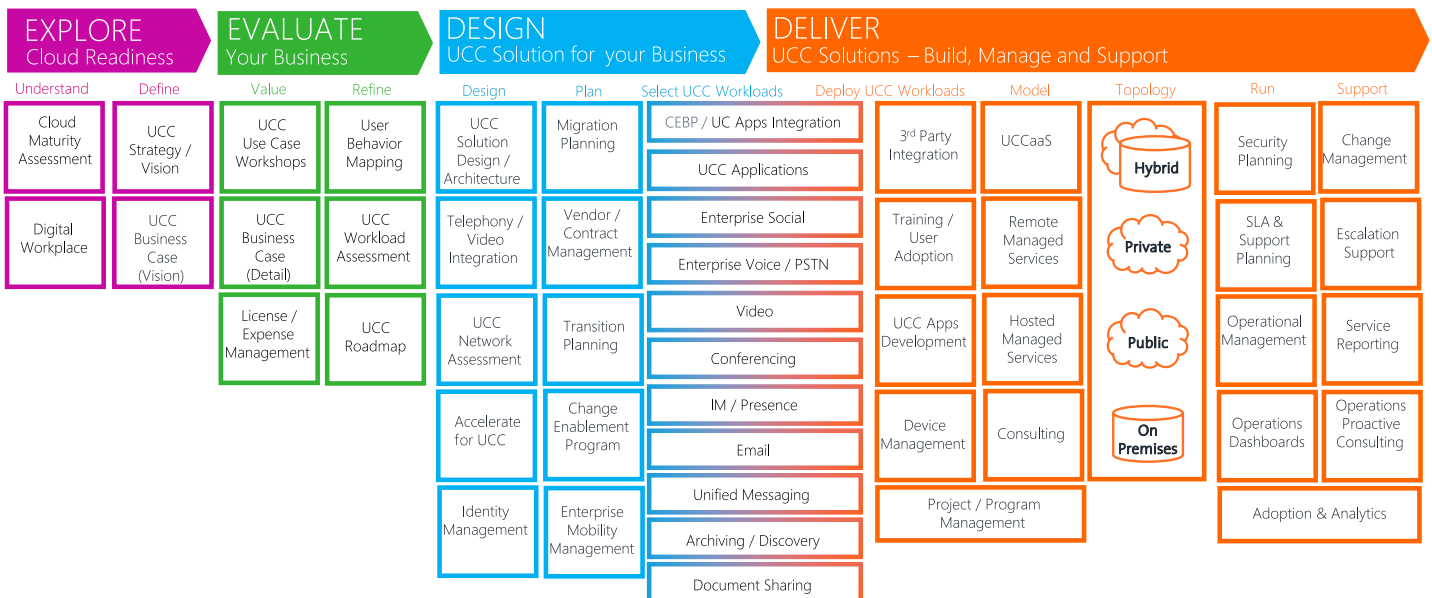 EXPLORE
Cloud Readiness
EVALUATE
Your Business
DESIGN
UCC Solution for your Business
DELIVER
UCC Solutions – Build, Manage and Support
Understand
Define
Value
Refine
Design
Plan
Select UCC Workloads
Deploy UCC Workloads
Model
Topology
Run
Support
Cloud
Maturity
Assessment
Digital
Workplace
UCC
Strategy /
Vision
UCC
Business
Case
(Vision)
UCC
Use Case
Workshops
UCC
Business
Case
(Detail)
License /
Expense
Management
User
Behavior
Mapping
UCC
Workload
Assessment
UCC
Roadmap
UCC
Solution
Design /
Architecture
Telephony /
Video
Integration
UCC
Network
Assessment
Accelerate
for UCC
Identity
Management
Migration
Planning
Vendor /
Contract
Management
Transition
Planning
Change
Enablement
Program
Enterprise
Mobility
Management
CEBP / UC Apps Integration
UCC Applications
Enterprise Social
Enterprise Voice / PSTN
Video
Conferencing
IM / Presence
Email
Unified Messaging
Archiving / Discovery
Document Sharing
3rd Party
Integration
Training /
User
Adoption
UCC Apps
Development
Device
Management
UCCaaS
Remote
Managed
Services
Hosted
Managed
Services
Consulting
Project / Program
Management
Hybrid
Private
Public
On
Premises
Security
Planning
SLA &
Support
Planning
Operational
Management
Operations
Dashboards
Change
Management
Escalation
Support
Service
Reporting
Operations
Proactive
Consulting
Adoption & Analytics